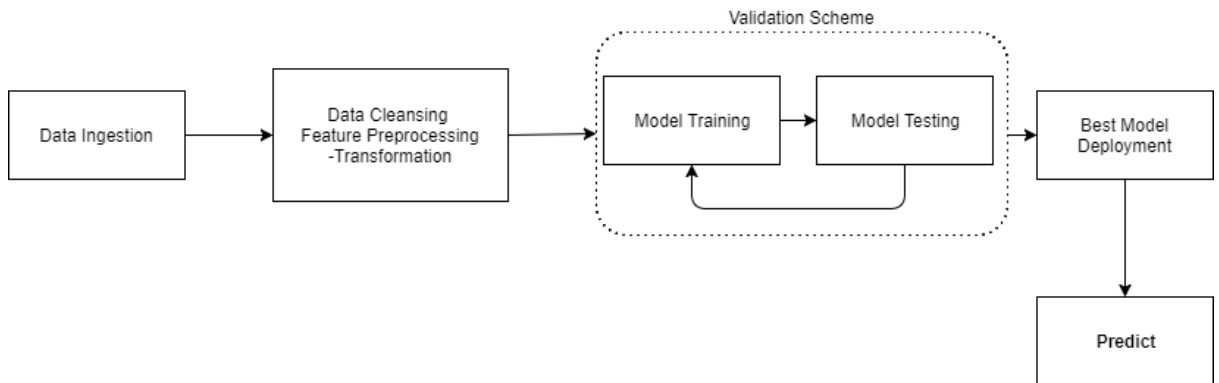 Validation Scheme
Data Ingestion
Data Cleansing
Feature Preprocessing
-Transformation
Model Training
Model Testing
Best Model
Deployment
Predict